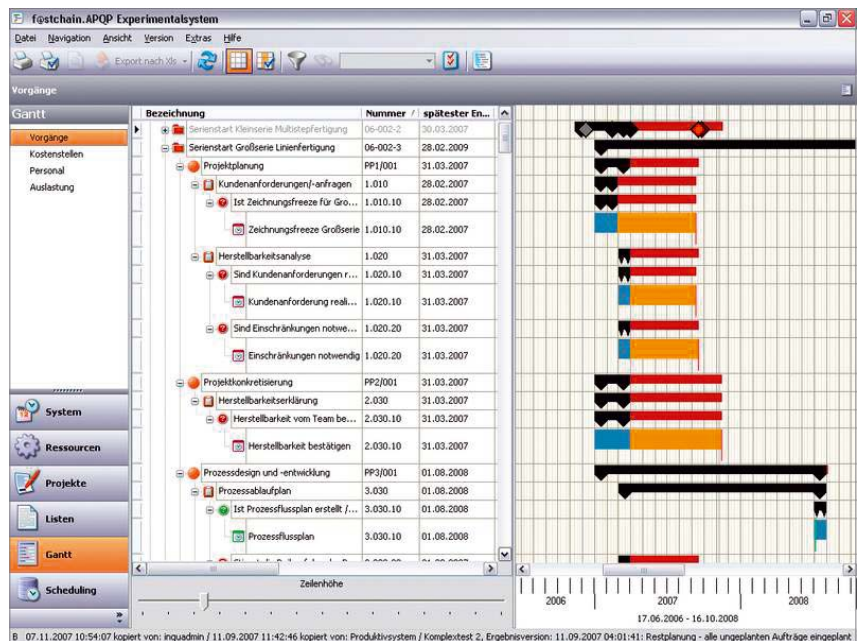 f@stchain.APQP Experimentalsystem
Datei Navigation Ansicht Version Extras Hilfe
Export nach Xls
Vorgänge
Gantt
Vorgänge
Kostenstellen
Personal
Auslastung
System
Ressourcen
Projekte
Listen
Gantt
Scheduling
Bezeichnung Nummer spätester En...
Serienstart Kleinserie Multistepfertigung 06-002-2 30.03.2007
Serienstart Großserie Linienfertigung 06-002-3 28.02.2009
Projektplanung PP1/001 31.03.2007
Kundenanforderungen/-anfragen 1.010 28.02.2007
Ist Zeichnungsfreeze für Gro... 1.010.10 28.02.2007
Zeichnungsfreeze Großserie 1.010.10 28.02.2007
Herstellbarkeitsanalyse 1.020 31.03.2007
Sind Kundenanforderungen r... 1.020.10 31.03.2007
Kundenanforderung reali... 1.020.10 31.03.2007
Sind Einschränkungen notwe... 1.020.20 31.03.2007
Einschränkungen notwendig 1.020.20 31.03.2007
Projektkonkretisierung PP2/001 31.03.2007
Herstellbarkeitserklärung 2.030 31.03.2007
Herstellbarkeit vom Team be... 2.030.10 31.03.2007
Herstellbarkeit bestätigen 2.030.10 31.03.2007
Prozessdesign und -entwicklung PP3/001 01.08.2008
Prozessablaufplan 3.030 01.08.2008
Ist Prozessflussplan erstellt /... 3.030.10 01.08.2008
Prozessflussplan 3.030.10 01.08.2008
Zeilenhöhe
2006 2007 2008
17.06.2006 - 16.10.2008
B 07.11.2007 10:54:07 kopiert von: inquadmin / 11.09.2007 11:42:46 kopiert von: Produktivsystem / Komplextest 2, Ergebnisversion: 11.09.2007 04:01:41: Restplanung - alle ungeplanten Aufträge eingeplant